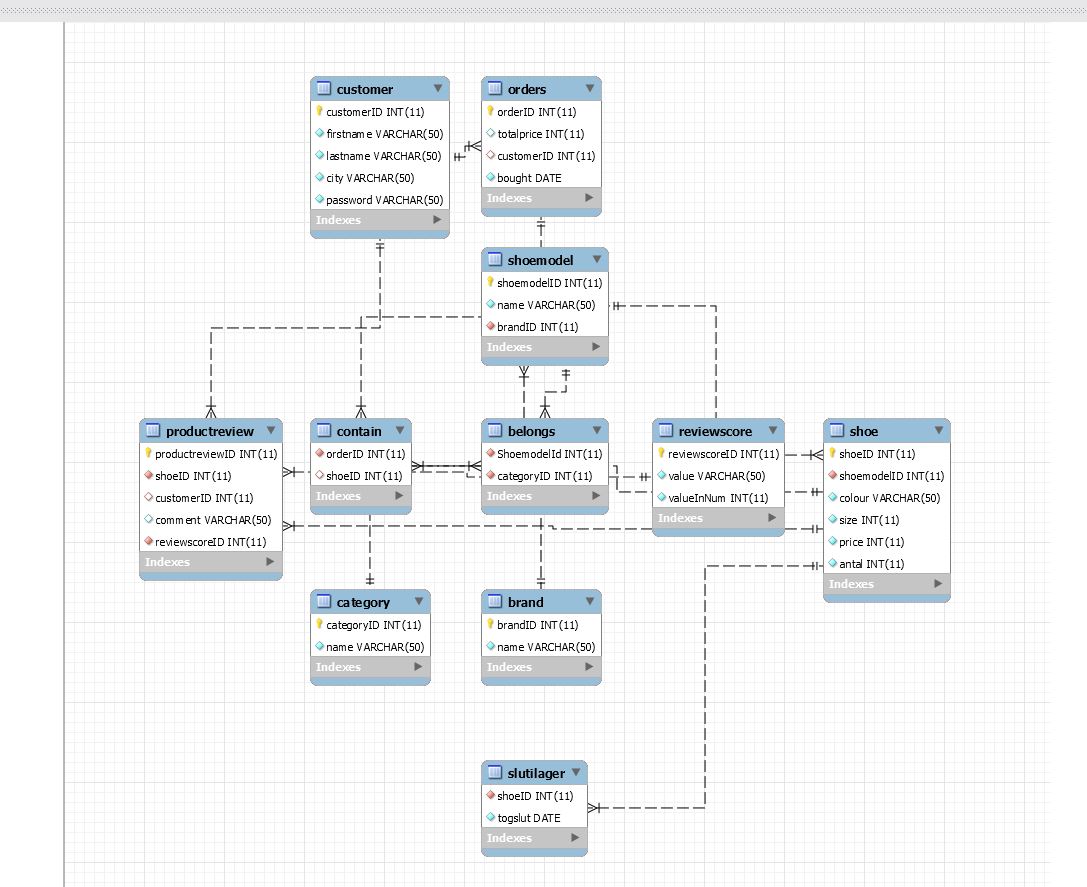 customer
customerID INT(11)
firstname VARCHAR(50)
lastname VARCHAR(50)
city VARCHAR(50)
password VARCHAR(50)
Indexes
orders
orderID INT(11)
totalprice INT(11)
customerID INT(11)
bought DATE
Indexes
shoemodel
shoemodelID INT(11)
name VARCHAR(50)
brandID INT(11)
Indexes
productreview
productreviewID INT(11)
shoeID INT(11)
customerID INT(11)
comment VARCHAR(50)
reviewscoreID INT(11)
Indexes
contain
orderID INT(11)
shoeID INT(11)
Indexes
belongs
ShoemodelId INT(11)
categoryID INT(11)
Indexes
reviewscore
reviewscoreID INT(11)
value VARCHAR(50)
valueInNum INT(11)
Indexes
shoe
shoeID INT(11)
shoemodelID INT(11)
colour VARCHAR(50)
size INT(11)
price INT(11)
antal INT(11)
Indexes
category
categoryID INT(11)
name VARCHAR(50)
Indexes
brand
brandID INT(11)
name VARCHAR(50)
Indexes
slutilager
shoeID INT(11)
togslut DATE
Indexes